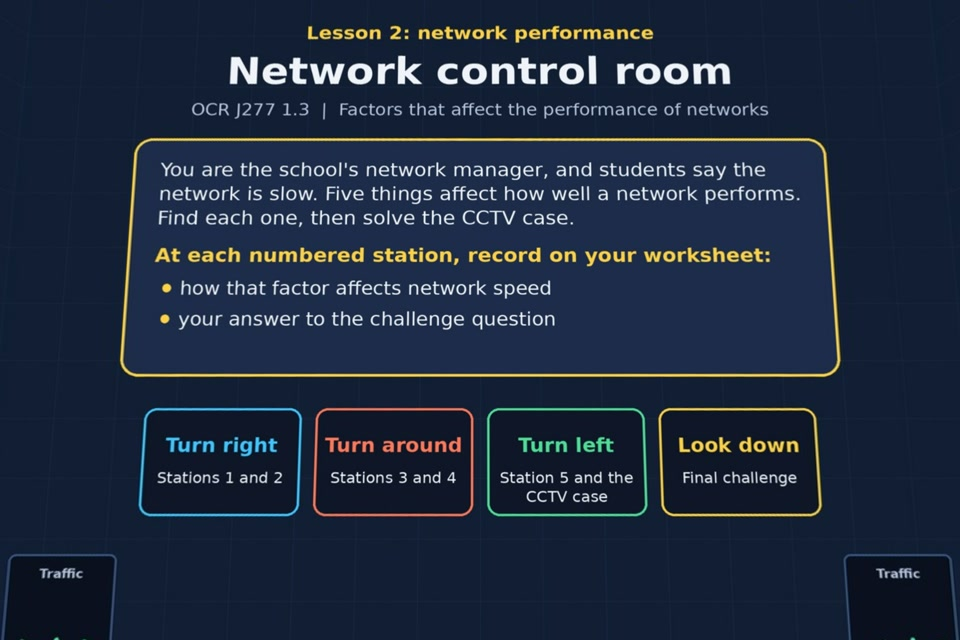 Lesson 2: network performance
Network control room
OCR J277 1.3 | Factors that affect the performance of networks
You are the school's network manager, and students say the
network is slow. Five things affect how well a network performs.
Find each one, then solve the CCTV case.
At each numbered station, record on your worksheet:
• how that factor affects network speed
• your answer to the challenge question
Turn right
Stations 1 and 2
Turn around
Stations 3 and 4
Turn left
Station 5 and the
CCTV case
Look down
Final challenge
Traffic
Traffic